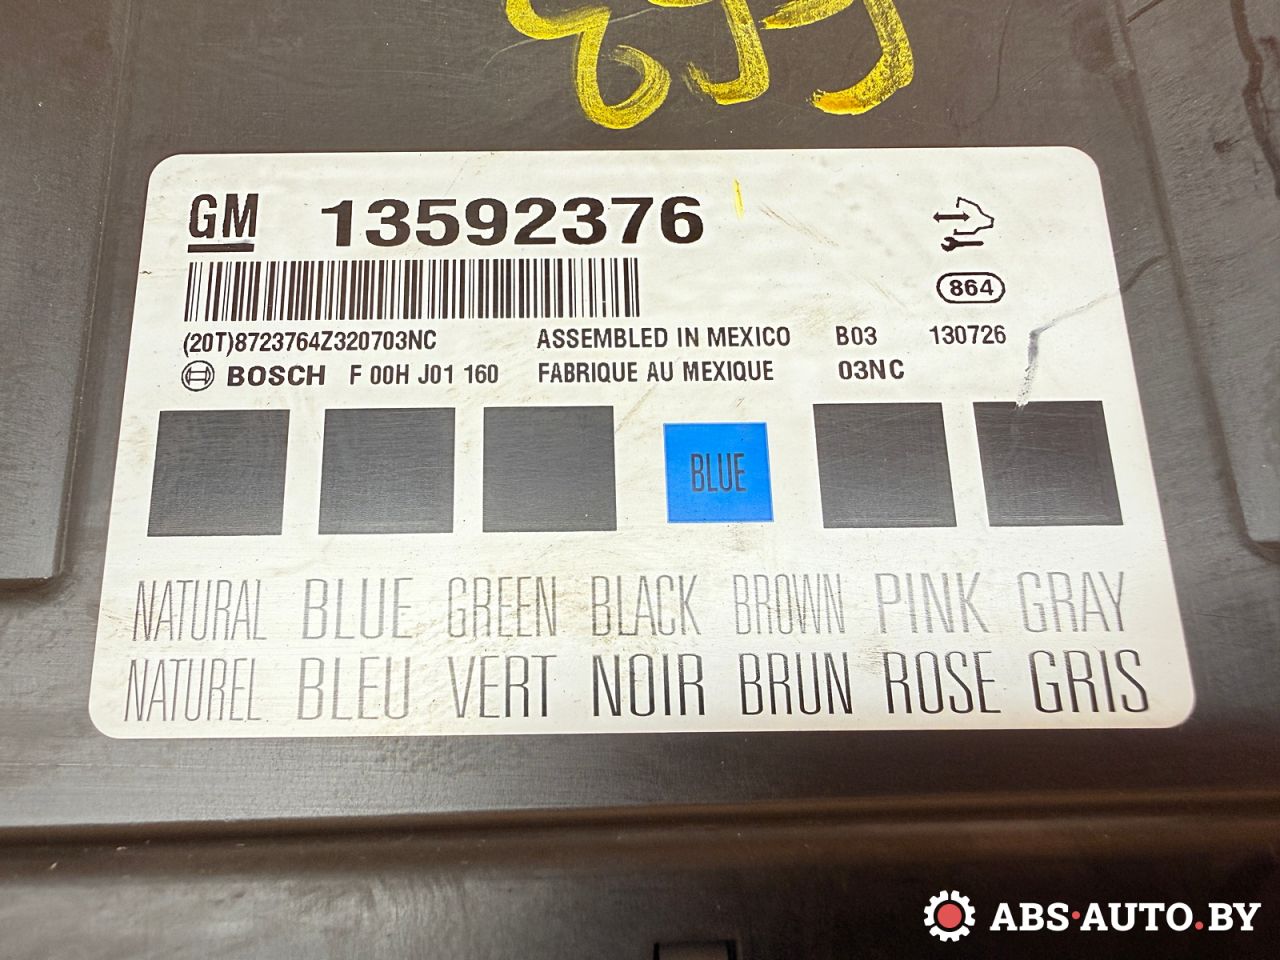 GM 13592376
864
(20T)8723764Z320703NC ASSEMBLED IN MEXICO B03 130726
BOSCH F 00H J01 160 FABRIQUE AU MEXIQUE 03NC
BLUE
NATURAL BLUE GREEN BLACK BROWN PINK GRAY
NATUREL BLEU VERT NOIR BRUN ROSE GRIS
ABS·AUTO.BY